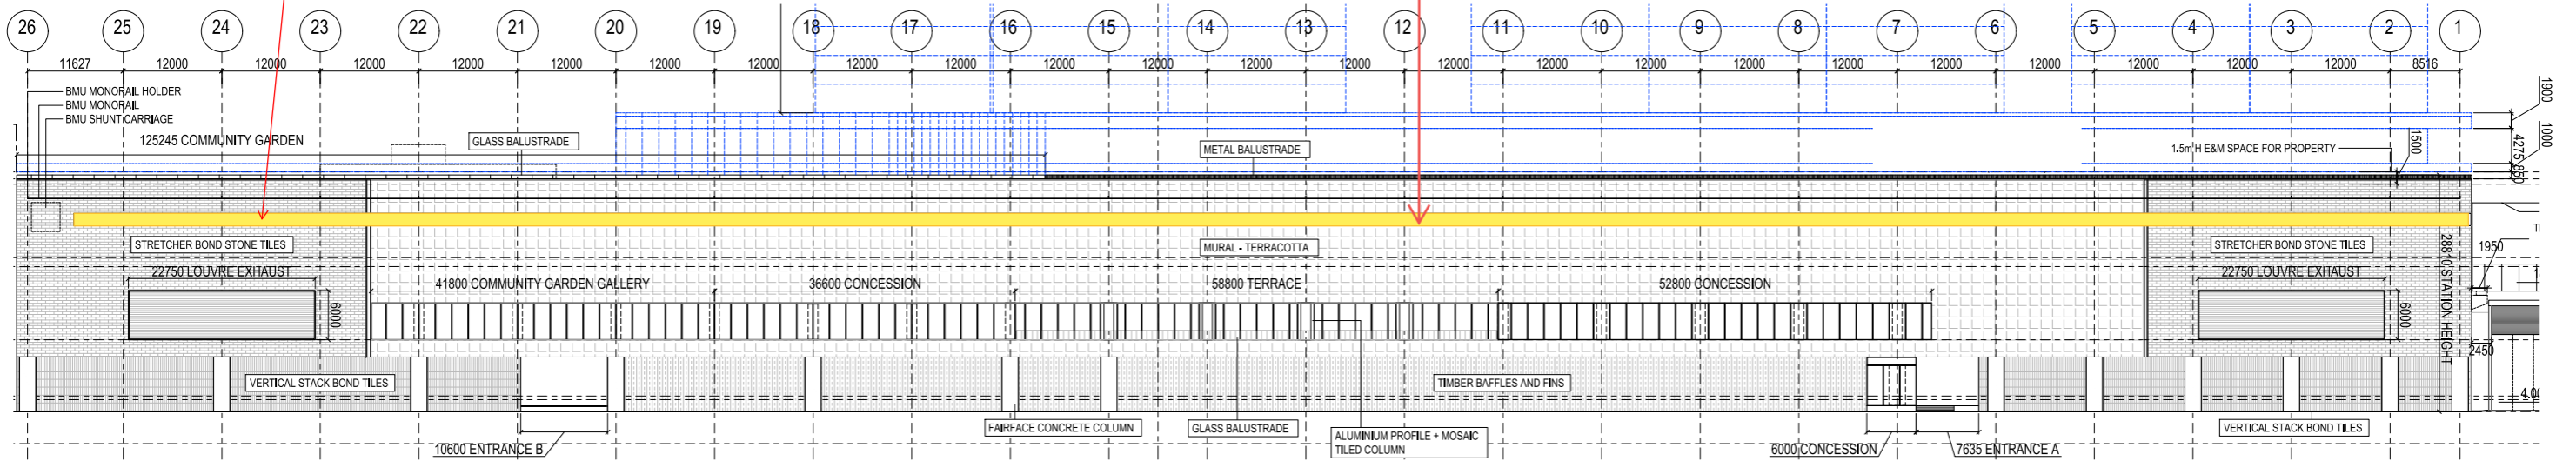 26 25 24 23 22 21 20 19 18 17 16 15 14 13 12 11 10 9 8 7 6 5 4 3 2 1
11627 12000 12000 12000 12000 12000 12000 12000 12000 12000 12000 12000 12000 12000 12000 12000 12000 12000 12000 12000 12000 12000 12000 12000 8516
BMU MONORAIL HOLDER
BMU MONORAIL
BMU SHUNT CARRIAGE
1900
1000
4275
850
1500
125245 COMMUNITY GARDEN
GLASS BALUSTRADE
METAL BALUSTRADE
1.5m H E&M SPACE FOR PROPERTY
STRETCHER BOND STONE TILES
MURAL - TERRACOTTA
STRETCHER BOND STONE TILES
28810 STATION HEIGHT
1950
22750 LOUVRE EXHAUST
6000
41800 COMMUNITY GARDEN GALLERY
36600 CONCESSION
58800 TERRACE
52800 CONCESSION
22750 LOUVRE EXHAUST
6000
2450
VERTICAL STACK BOND TILES
TIMBER BAFFLES AND FINS
FAIRFACE CONCRETE COLUMN
GLASS BALUSTRADE
ALUMINIUM PROFILE + MOSAIC
TILED COLUMN
VERTICAL STACK BOND TILES
10600 ENTRANCE B
6000 CONCESSION
7635 ENTRANCE A